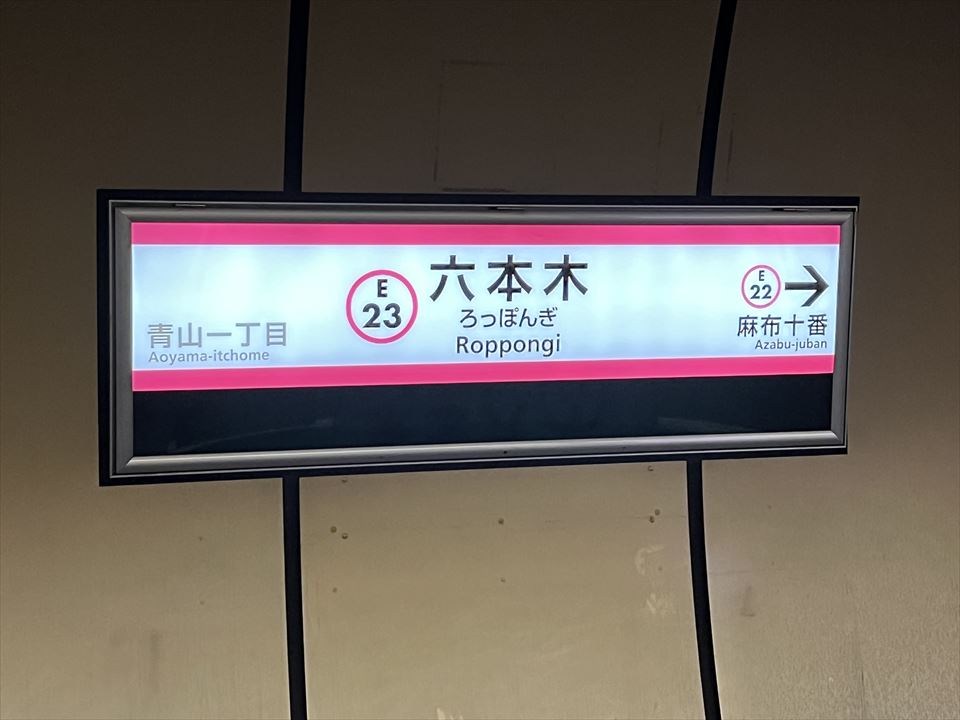 青山一丁目
Aoyama-itchome
E
23
六本木
ろっぽんぎ
Roppongi
E
22
→
麻布十番
Azabu-juban